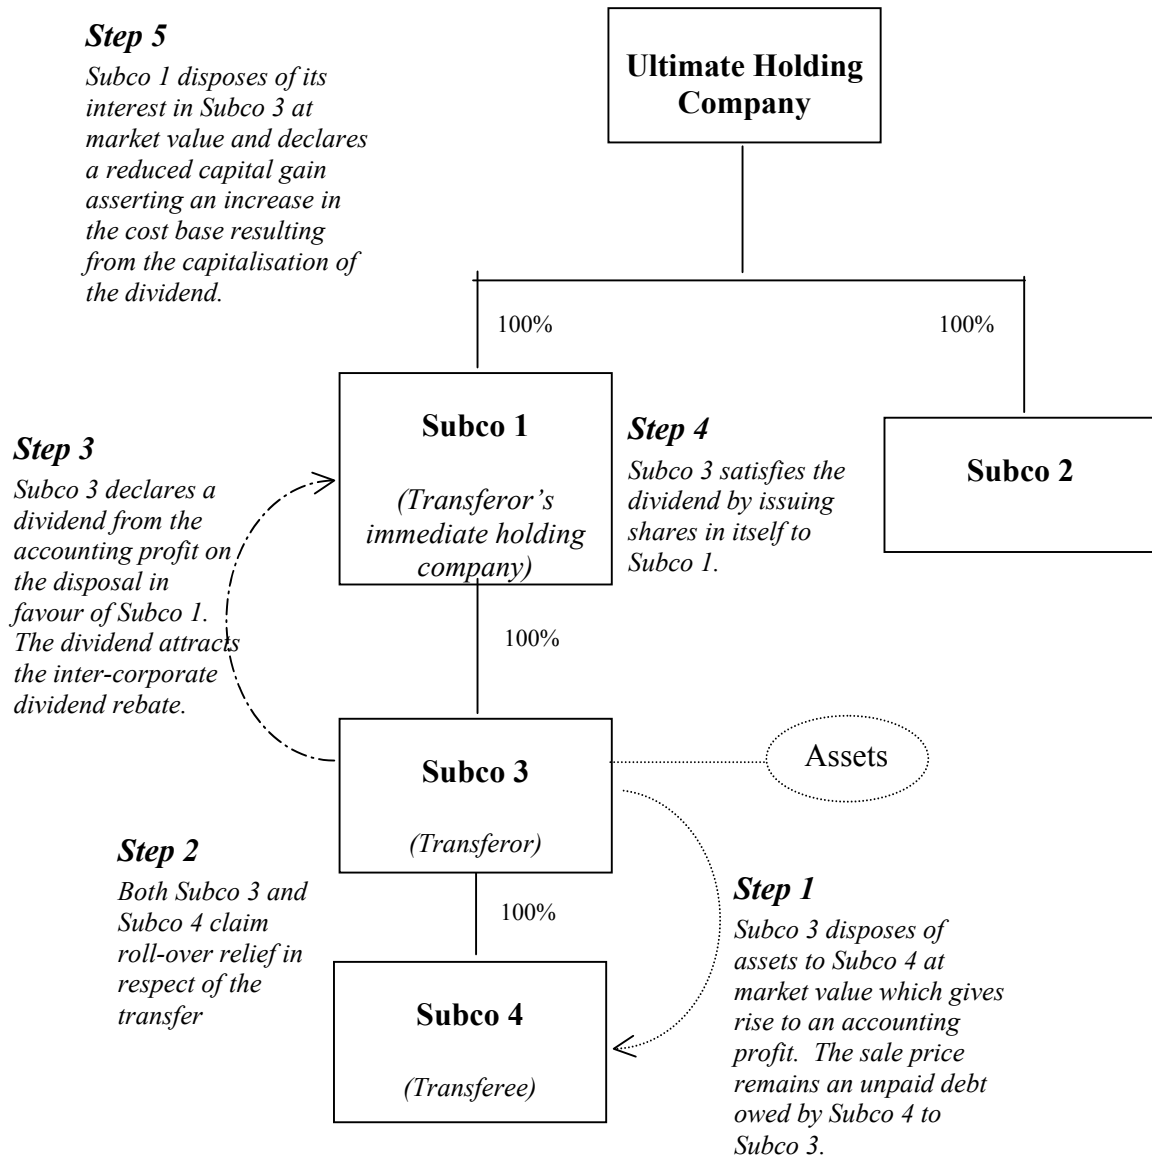 Step 5
Subco 1 disposes of its
interest in Subco 3 at
market value and declares
a reduced capital gain
asserting an increase in
the cost base resulting
from the capitalisation of
the dividend.
Ultimate Holding
Company
100%
100%
Subco 1
(Transferor’s
immediate holding
company)
Step 4
Subco 3 satisfies the
dividend by issuing
shares in itself to
Subco 1.
Subco 2
Step 3
Subco 3 declares a
dividend from the
accounting profit on
the disposal in
favour of Subco 1.
The dividend attracts
the inter-corporate
dividend rebate.
100%
Subco 3
(Transferor)
Assets
Step 2
Both Subco 3 and
Subco 4 claim
roll-over relief in
respect of the
transfer
100%
Subco 4
(Transferee)
Step 1
Subco 3 disposes of
assets to Subco 4 at
market value which gives
rise to an accounting
profit.  The sale price
remains an unpaid debt
owed by Subco 4 to
Subco 3.